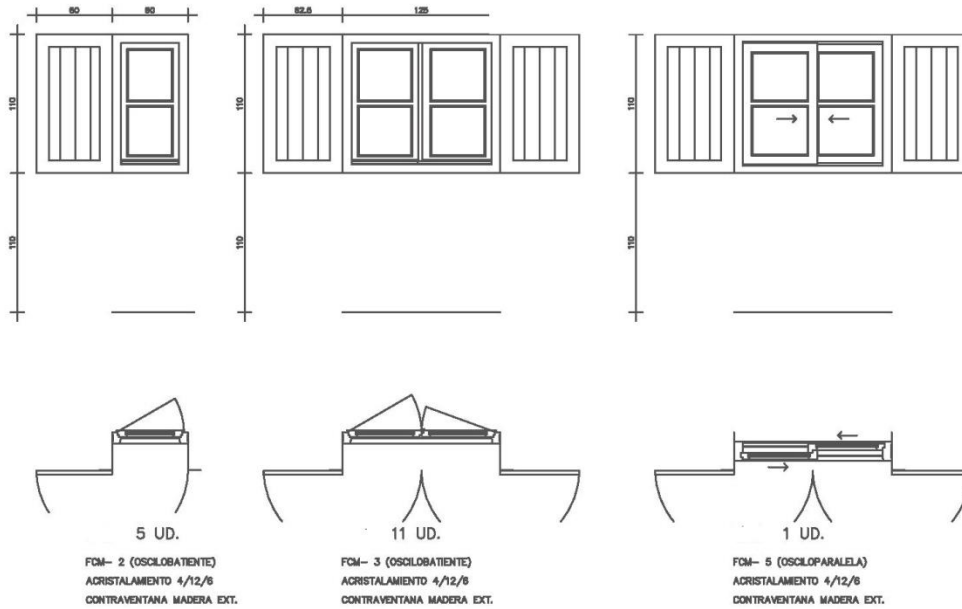 60 60
62.5 125
110 110 110
110 110 110
5 UD. 11 UD. 1 UD.
FCM- 2 (OSCILOBATIENTE)
ACRISTALAMIENTO 4/12/6
CONTRAVENTANA MADERA EXT.
FCM- 3 (OSCILOBATIENTE)
ACRISTALAMIENTO 4/12/6
CONTRAVENTANA MADERA EXT.
FCM- 5 (OSCILOPARALELA)
ACRISTALAMIENTO 4/12/6
CONTRAVENTANA MADERA EXT.